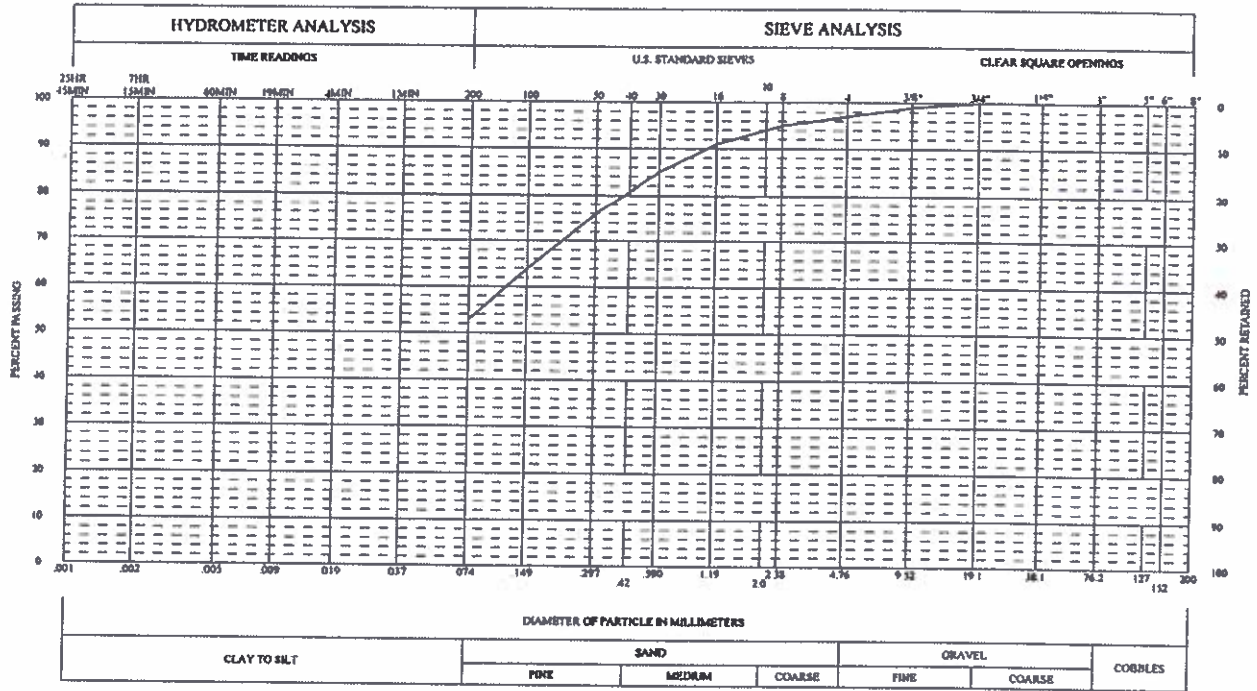 HYDROMETER ANALYSIS SIEVE ANALYSIS
TIME READINGS U.S. STANDARD SIEVES CLEAR SQUARE OPENINGS
25HR 7HR
45MIN 15MIN 60MIN 19MIN 4MIN 1MIN 200 100 50 40 30 16 10 8 4 3/8" 3/4" 3" 5" 6" 8"
100 0
90 10
80 20
70 30
60 40
50 50
40 60
30 70
20 80
10 90
0 100
PERCENT PASSING
PERCENT RETAINED
.001 .002 .005 .009 .019 .037 .074 .149 .297 .42 .590 1.19 2.0 2.38 4.76 9.52 19.1 38.1 76.2 127 152 200
DIAMETER OF PARTICLE IN MILLIMETERS
CLAY TO SILT SAND GRAVEL COBBLES
FINE MEDIUM COARSE FINE COARSE